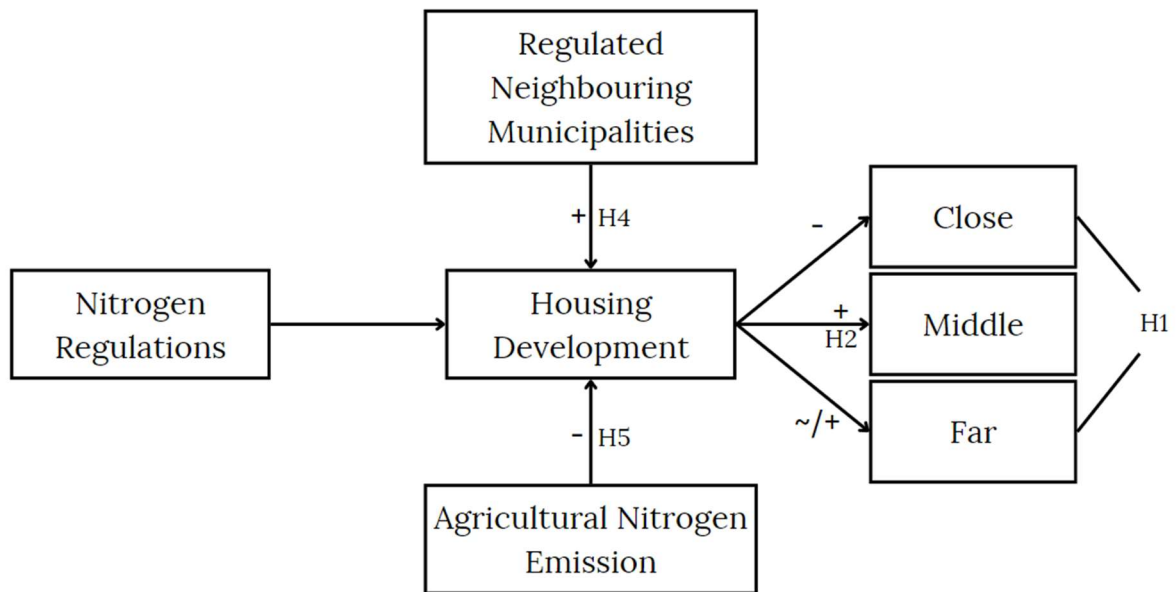 Regulated
Neighbouring
Municipalities
+ H4
Nitrogen
Regulations
Housing
Development
-
+
H2
~/+
Close
Middle
Far
H1
- H5
Agricultural Nitrogen
Emission